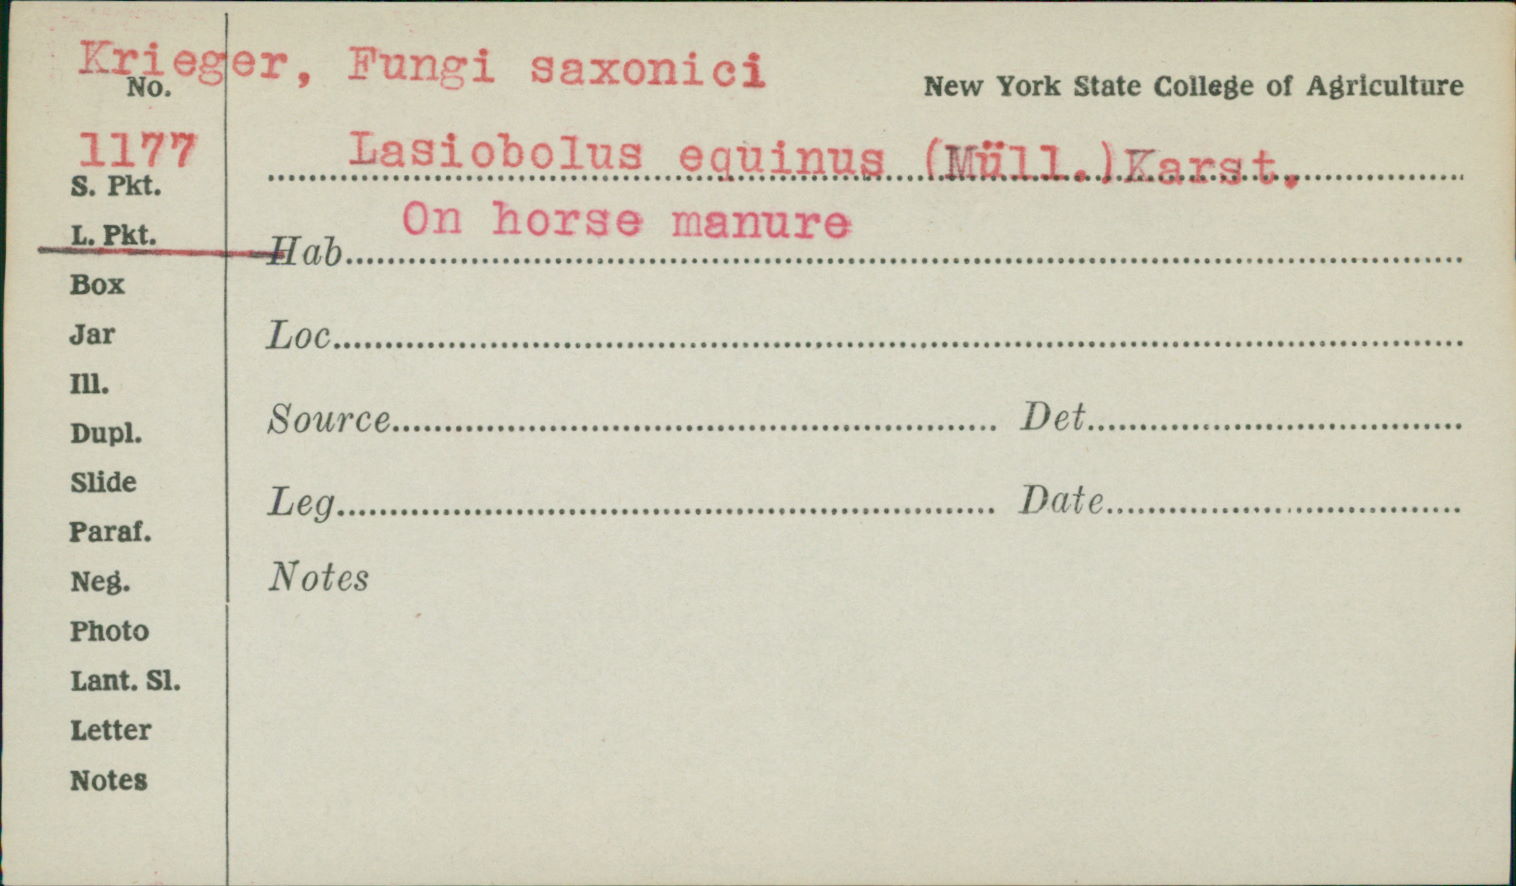 Krieger, Fungi saxonici
No. New York State College of Agriculture
1177 Lasiobolus equinus (Müll.)Karst.
S. Pkt.
On horse manure
L. Pkt.
Hab
Box
Loc
Jar
Ill.
Source Det
Dupl.
Slide
Leg Date
Paraf.
Neg. Notes
Photo
Lant. Sl.
Letter
Notes